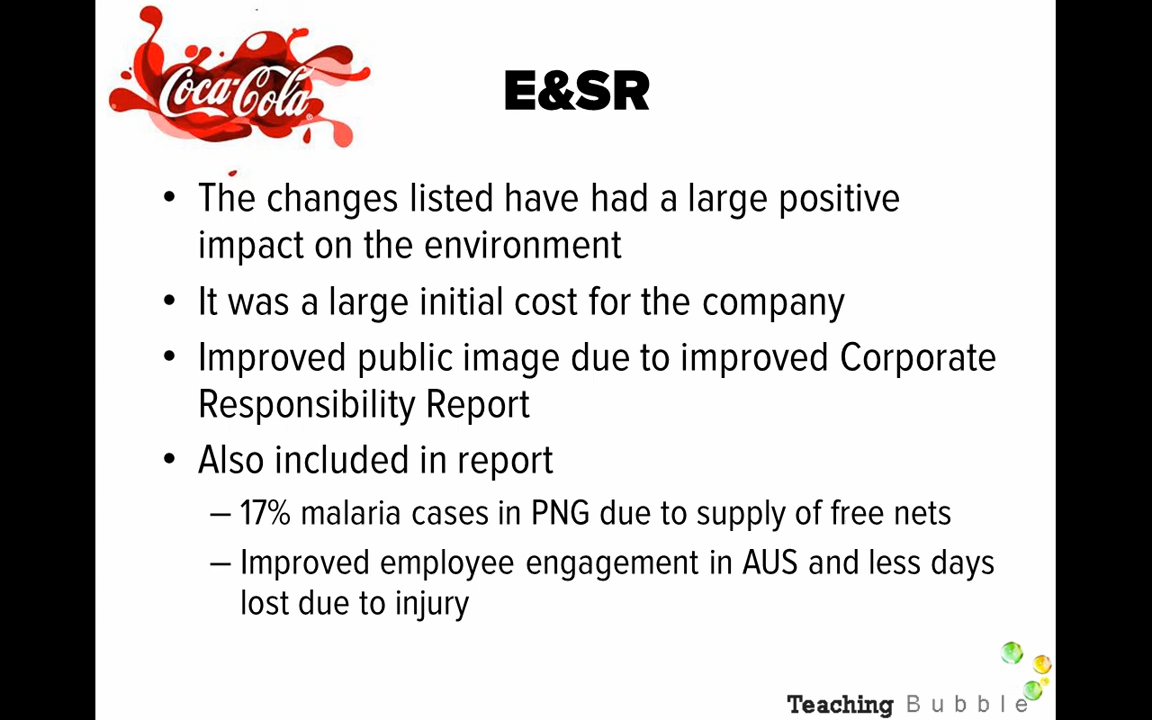 Coca-Cola
E&SR
• The changes listed have had a large positive
impact on the environment
• It was a large initial cost for the company
• Improved public image due to improved Corporate
Responsibility Report
• Also included in report
– 17% malaria cases in PNG due to supply of free nets
– Improved employee engagement in AUS and less days
lost due to injury
Teaching Bubble